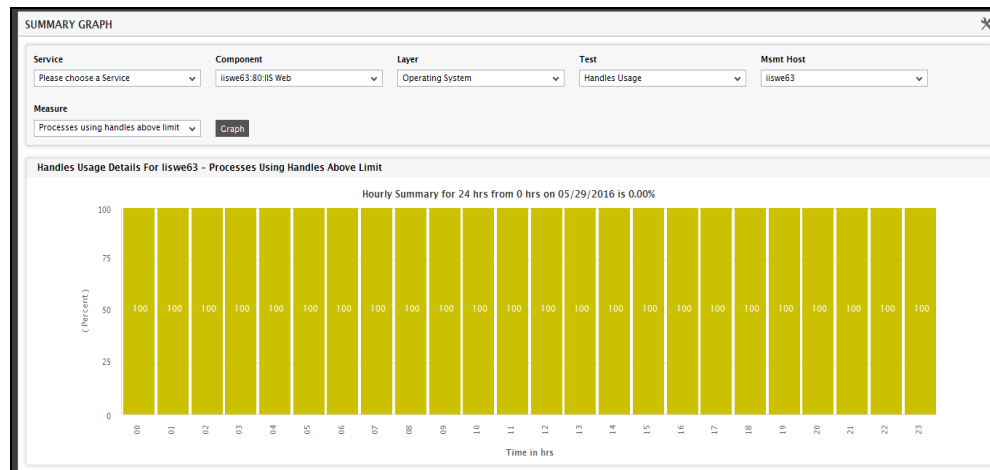 SUMMARY GRAPH
Service Component Layer Test Msmt Host
Please choose a Service iiswe63:80:IIS Web Operating System Handles Usage iiswe63
Measure
Processes using handles above limit Graph
Handles Usage Details For Iiswe63 - Processes Using Handles Above Limit
Hourly Summary for 24 hrs from 0 hrs on 05/29/2016 is 0.00%
100
75
( Percent )
50
25
0
100 100 100 100 100 100 100 100 100 100 100 100 100 100 100 100 100 100 100 100 100 100 100 100
00 01 02 03 04 05 06 07 08 09 10 11 12 13 14 15 16 17 18 19 20 21 22 23
Time in hrs